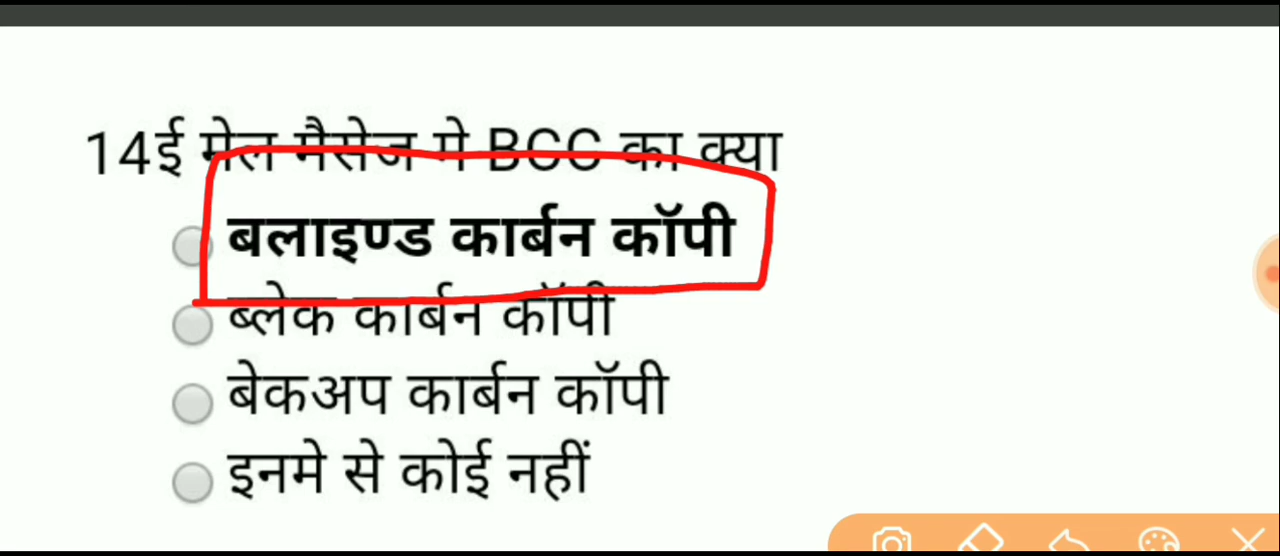 14ई मेल मैसेज मे BCC का क्या
बलाइण्ड कार्बन कॉपी
ब्लेक कार्बन कॉपी
बेकअप कार्बन कॉपी
इनमे से कोई नहीं